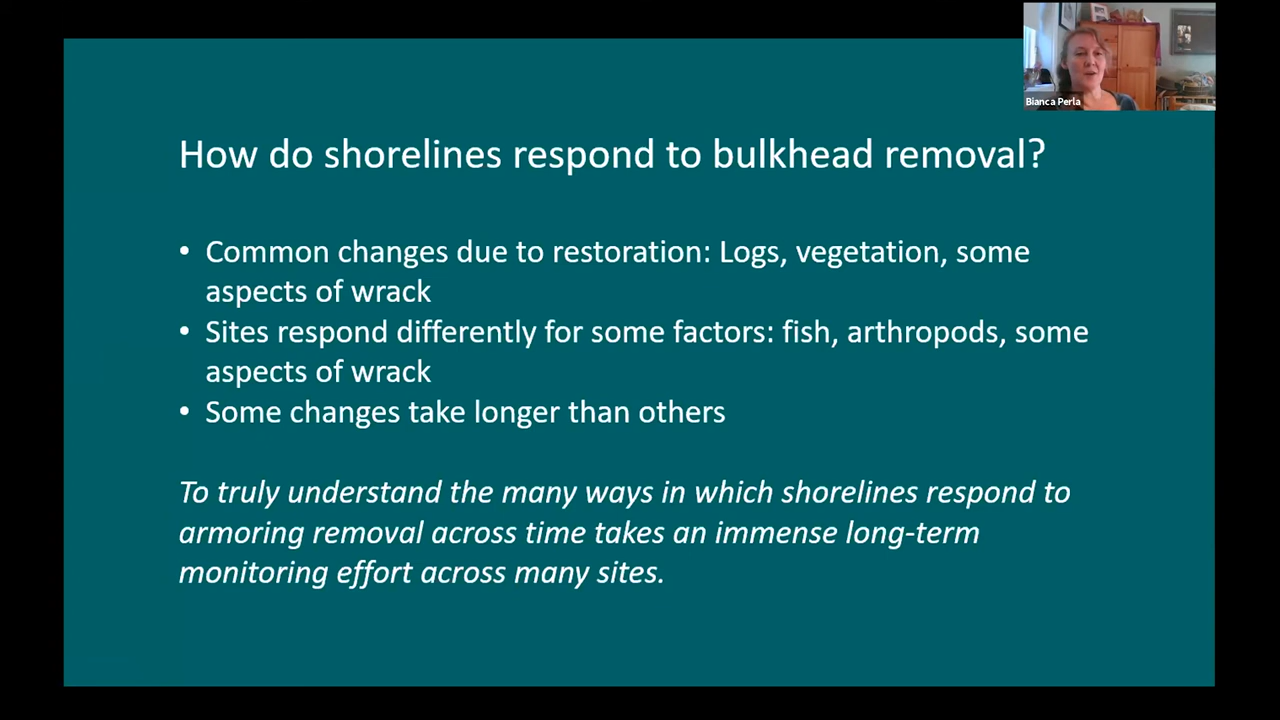 Bianca Perla
How do shorelines respond to bulkhead removal?
• Common changes due to restoration: Logs, vegetation, some
aspects of wrack
• Sites respond differently for some factors: fish, arthropods, some
aspects of wrack
• Some changes take longer than others
To truly understand the many ways in which shorelines respond to
armoring removal across time takes an immense long-term
monitoring effort across many sites.